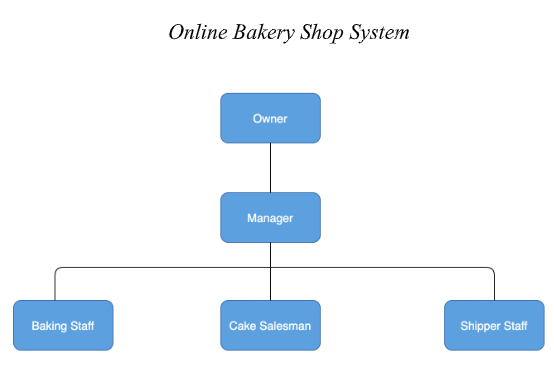 Online Bakery Shop System
Owner
Manager
Baking Staff
Cake Salesman
Shipper Staff